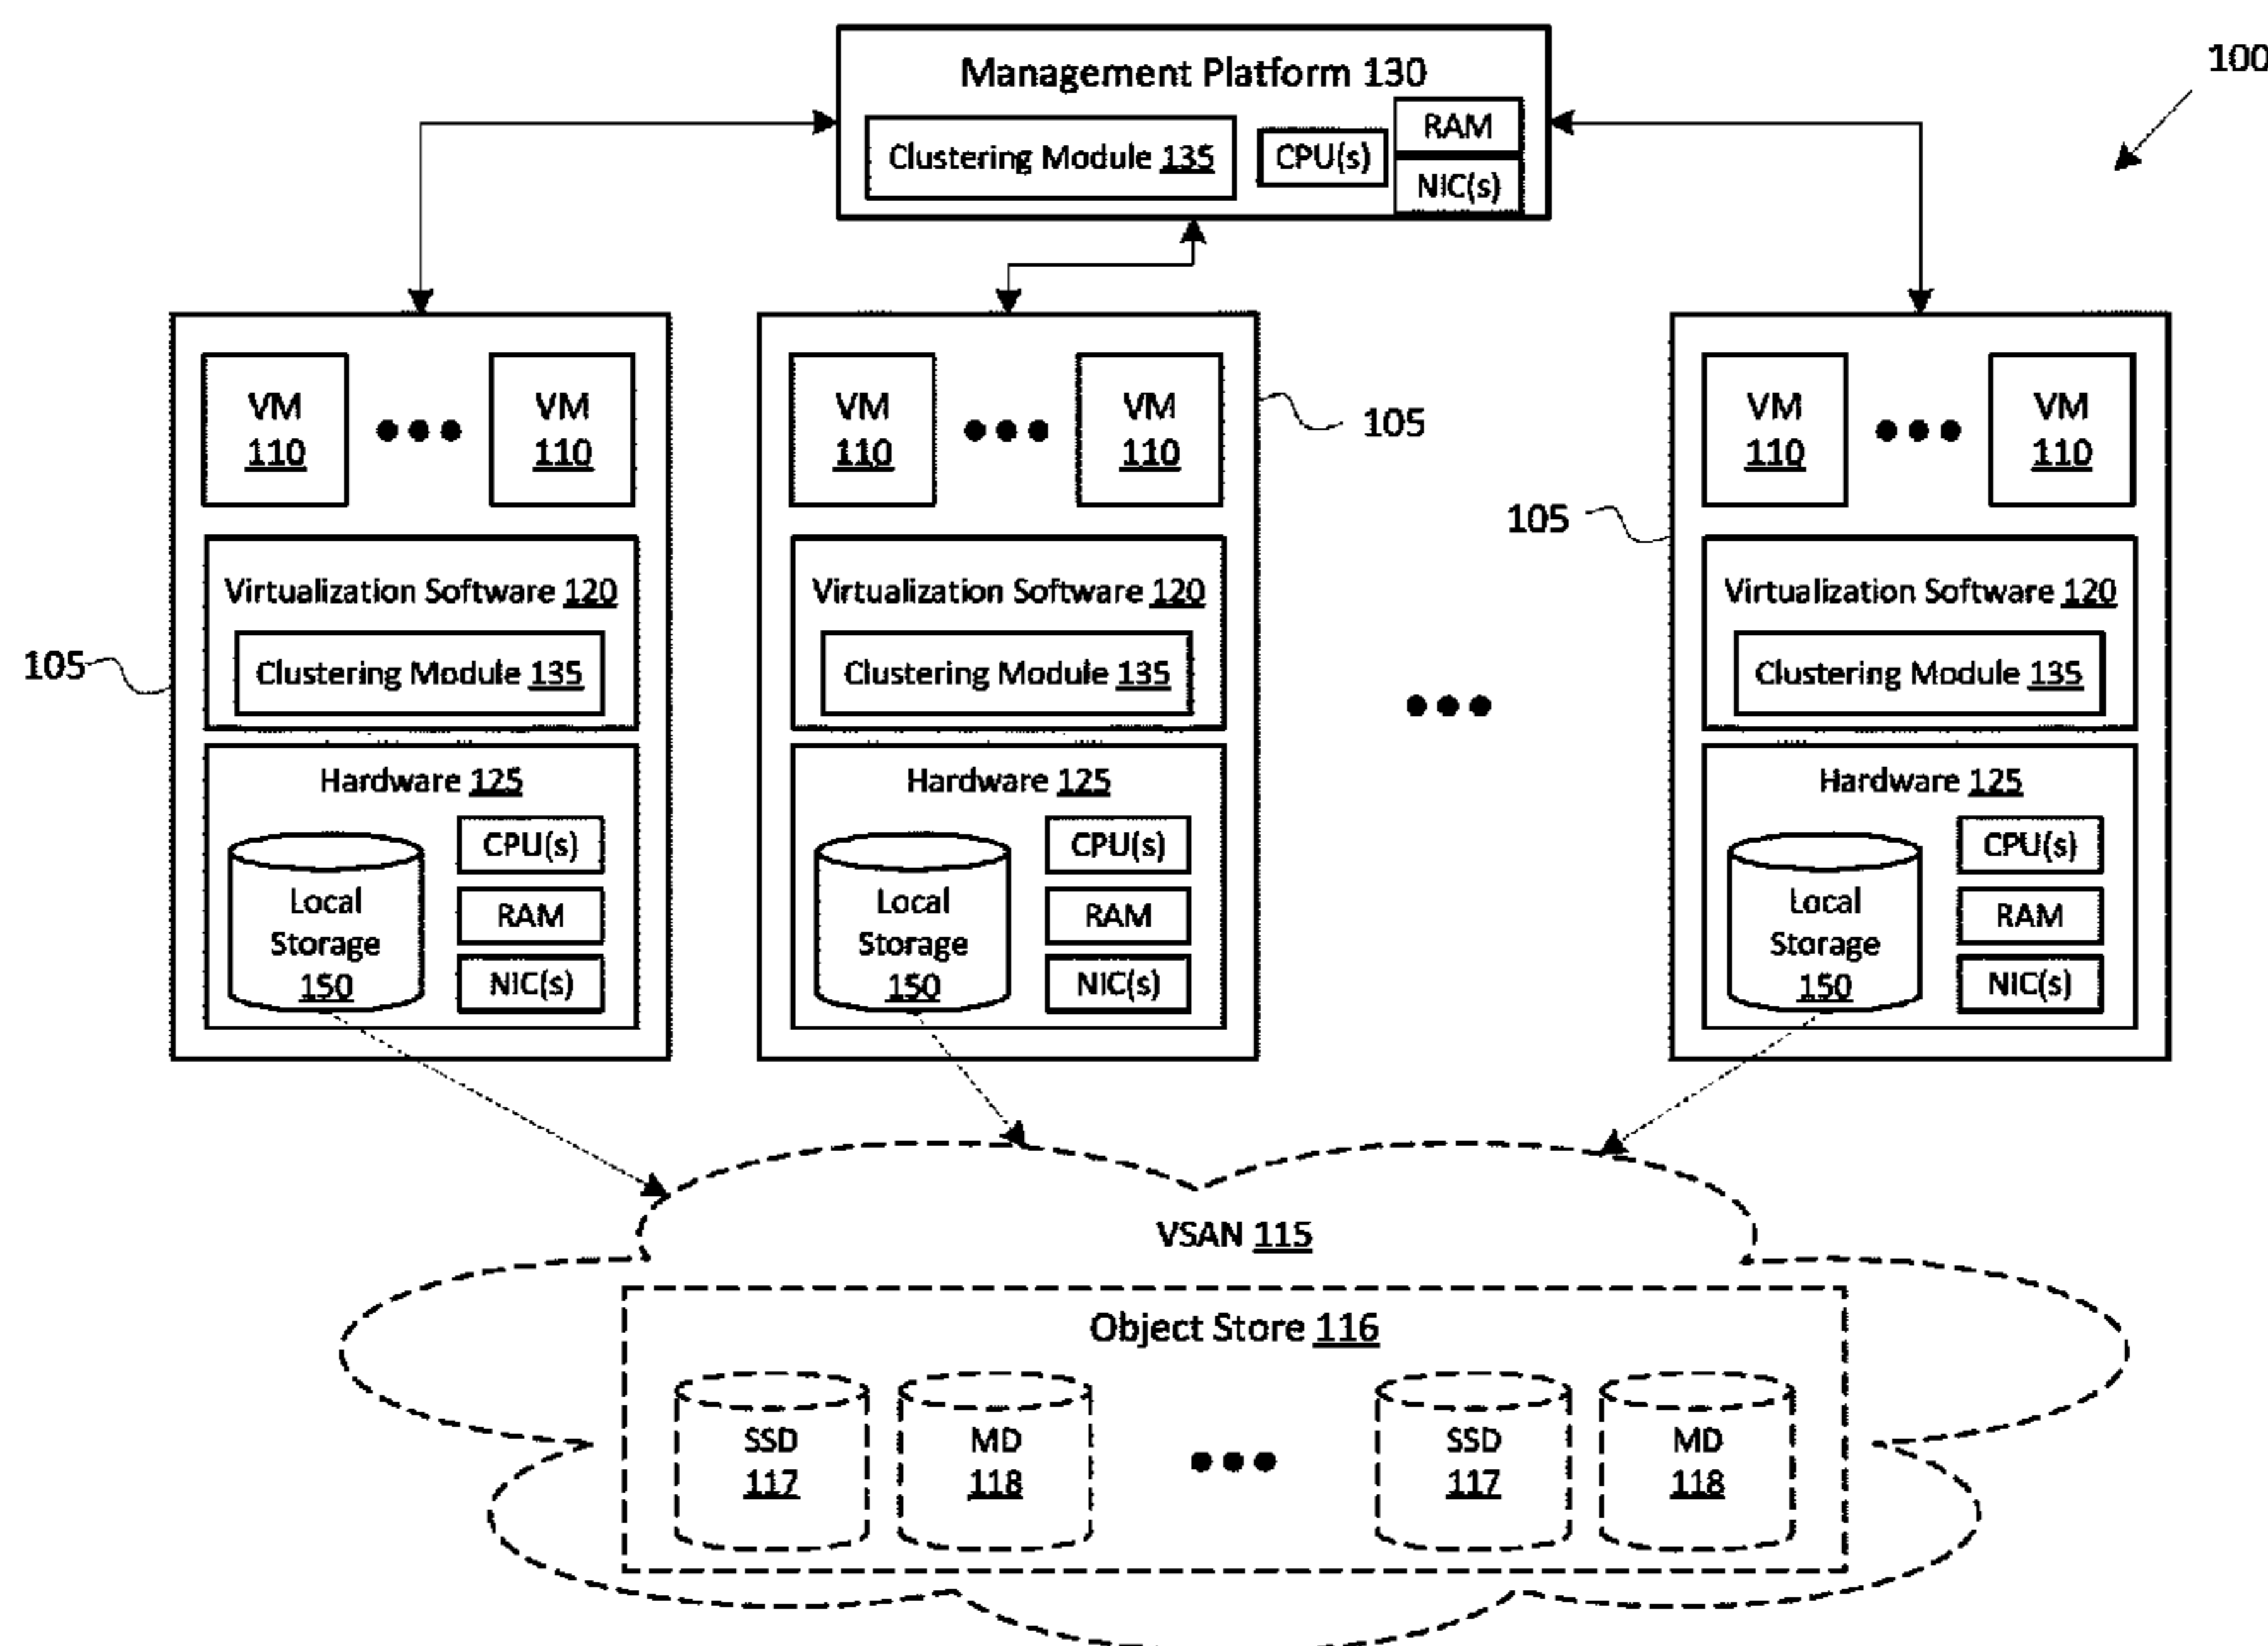 100
Management Platform 130
Clustering Module 135
CPU(s)
RAM
NIC(s)
105
VM
110
VM
110
Virtualization Software 120
Clustering Module 135
Hardware 125
Local
Storage
150
CPU(s)
RAM
NIC(s)
105
VM
110
VM
110
Virtualization Software 120
Clustering Module 135
Hardware 125
Local
Storage
150
CPU(s)
RAM
NIC(s)
105
VM
110
VM
110
Virtualization Software 120
Clustering Module 135
Hardware 125
Local
Storage
150
CPU(s)
RAM
NIC(s)
VSAN 115
Object Store 116
SSD
117
MD
118
SSD
117
MD
118